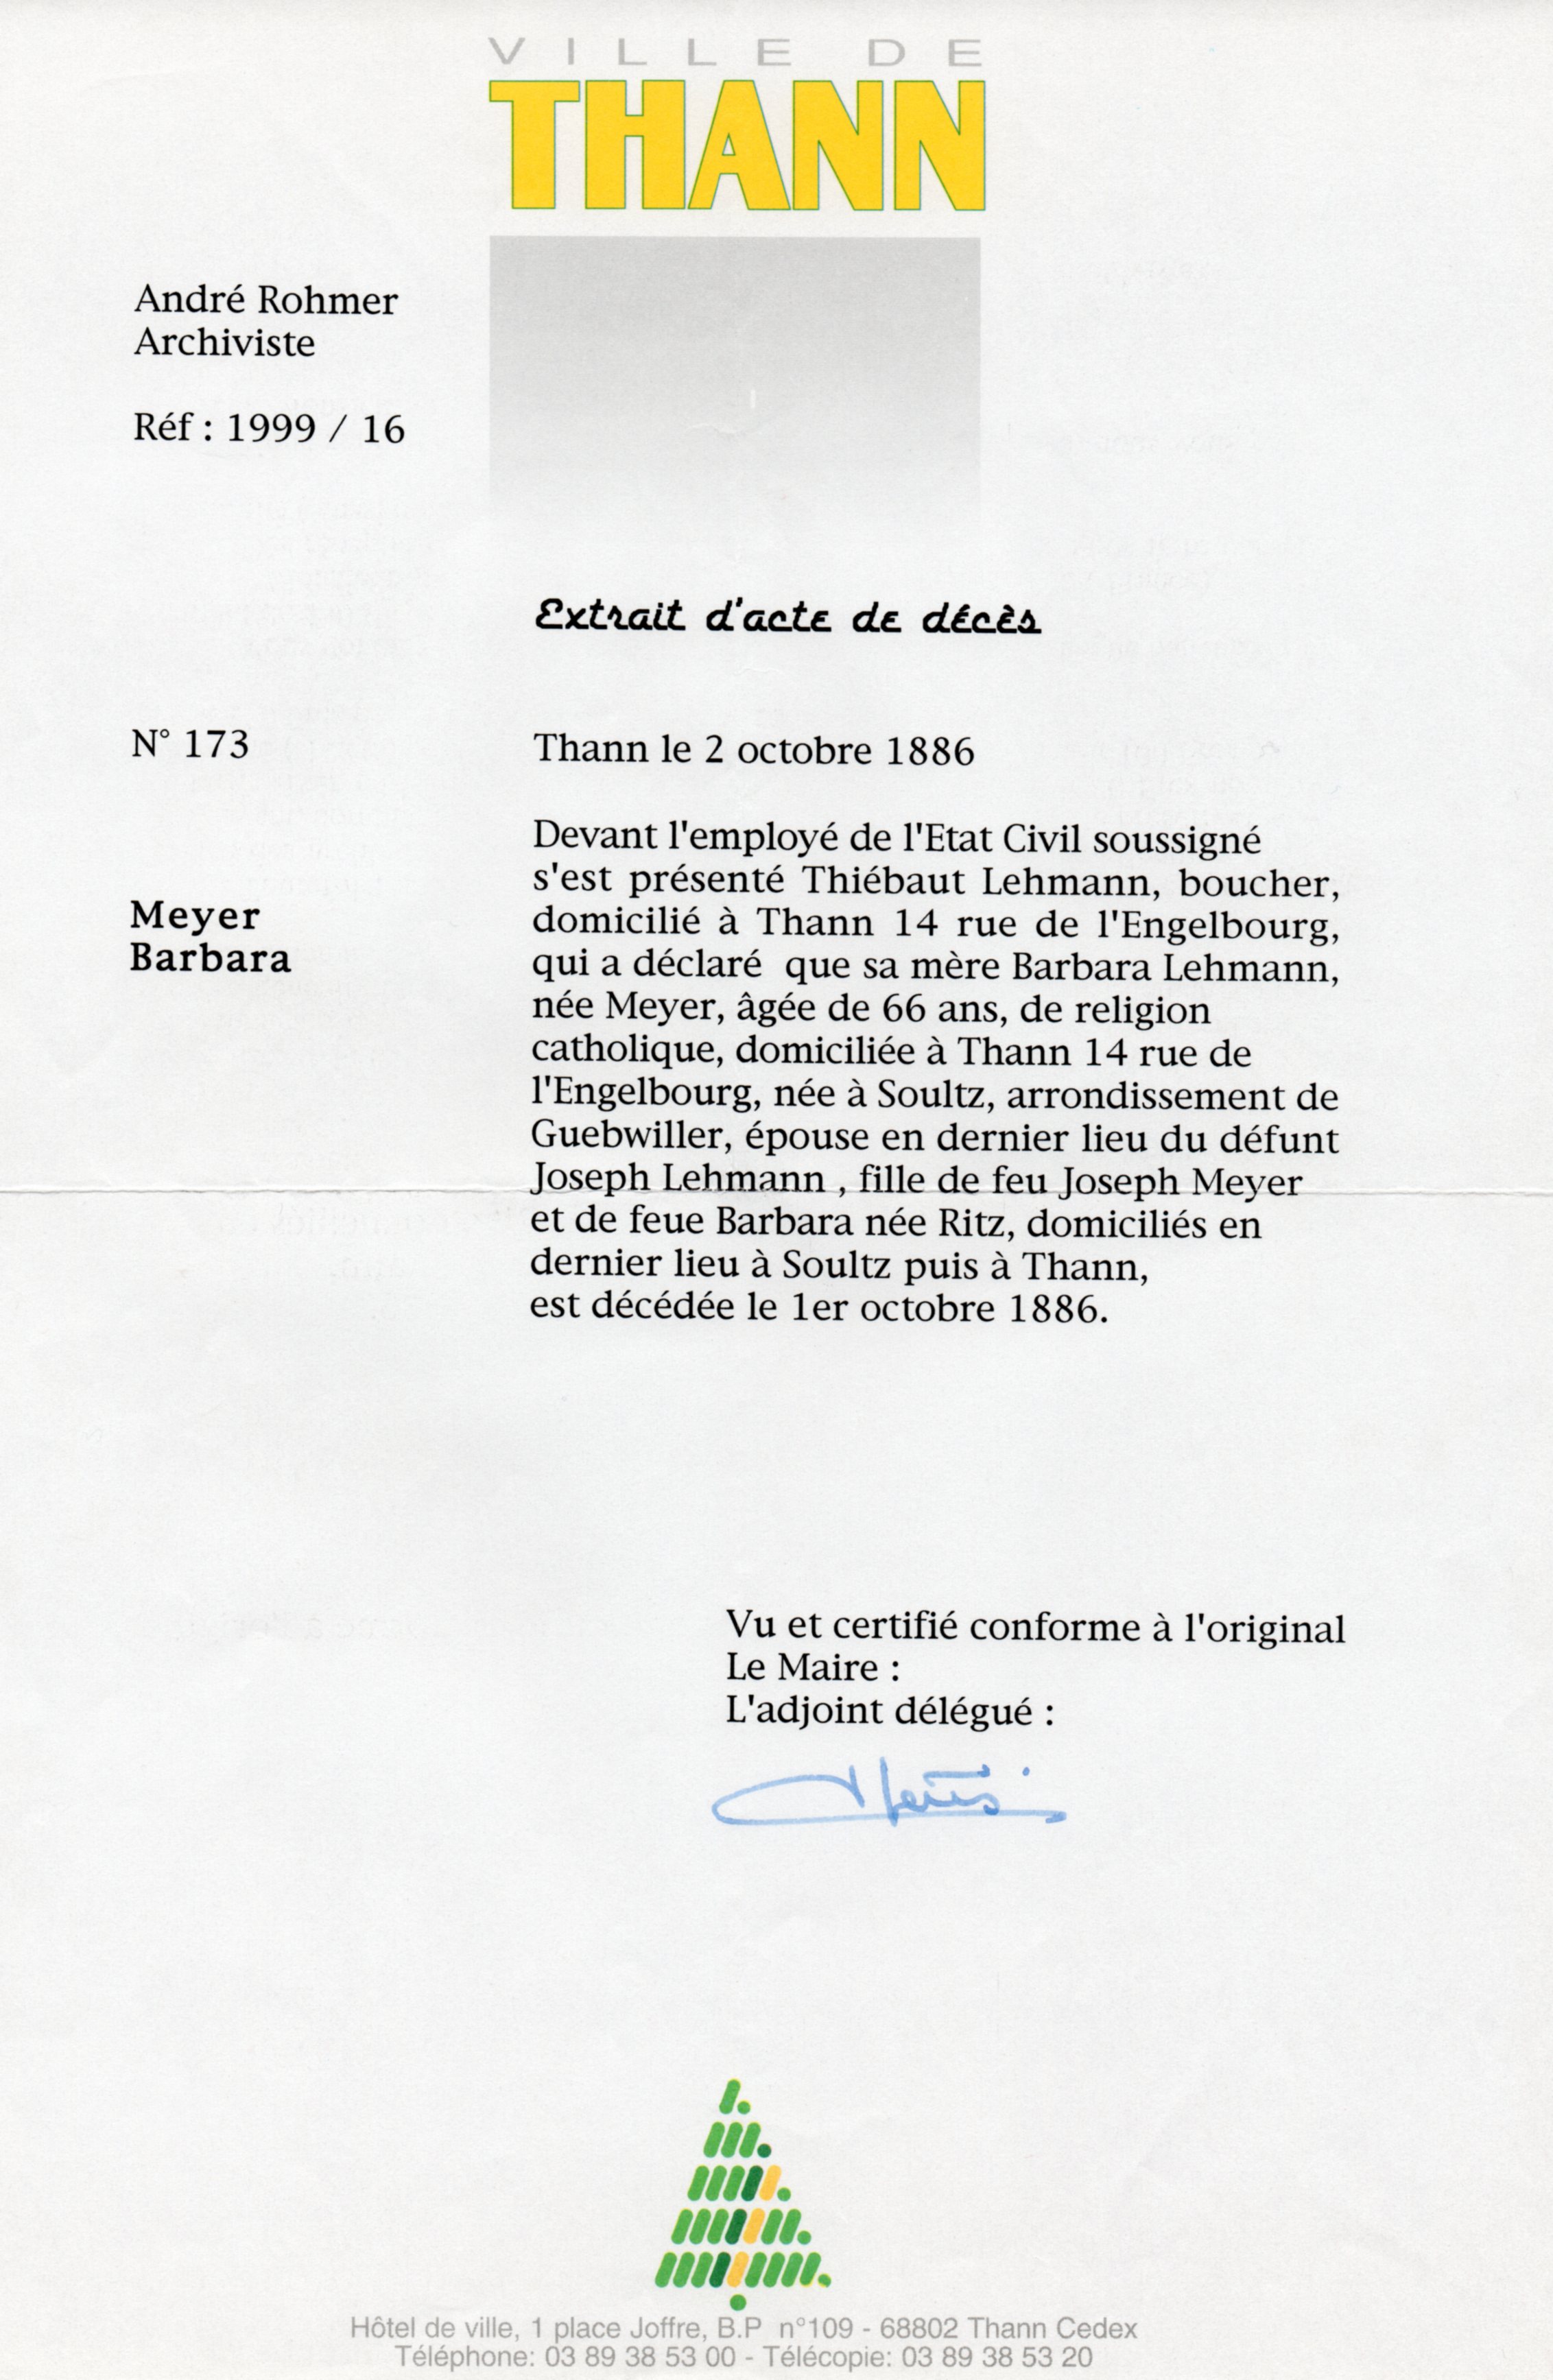 VILLE DE
THANN
André Rohmer
Archiviste
Réf : 1999 / 16
Extrait d'acte de décès
N° 173
Thann le 2 octobre 1886
Meyer
Barbara
Devant l'employé de l'Etat Civil soussigné
s'est présenté Thiébaut Lehmann, boucher,
domicilié à Thann 14 rue de l'Engelbourg,
qui a déclaré que sa mère Barbara Lehmann,
née Meyer, âgée de 66 ans, de religion
catholique, domiciliée à Thann 14 rue de
l'Engelbourg, née à Soultz, arrondissement de
Guebwiller, épouse en dernier lieu du défunt
Joseph Lehmann , fille de feu Joseph Meyer
et de feue Barbara née Ritz, domiciliés en
dernier lieu à Soultz puis à Thann,
est décédée le 1er octobre 1886.
Vu et certifié conforme à l'original
Le Maire :
L'adjoint délégué :
Hôtel de ville, 1 place Joffre, B.P n°109 - 68802 Thann Cedex
Téléphone: 03 89 38 53 00 - Télécopie: 03 89 38 53 20